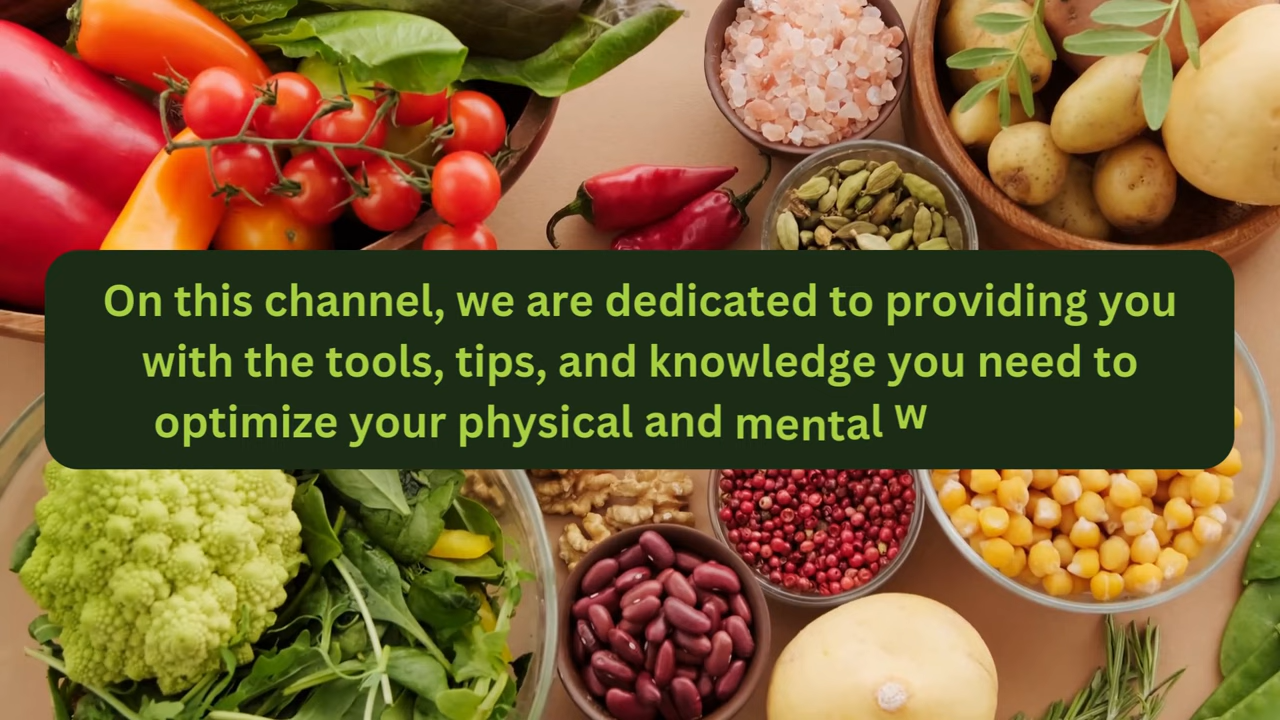 On this channel, we are dedicated to providing you
with the tools, tips, and knowledge you need to
optimize your physical and mental w